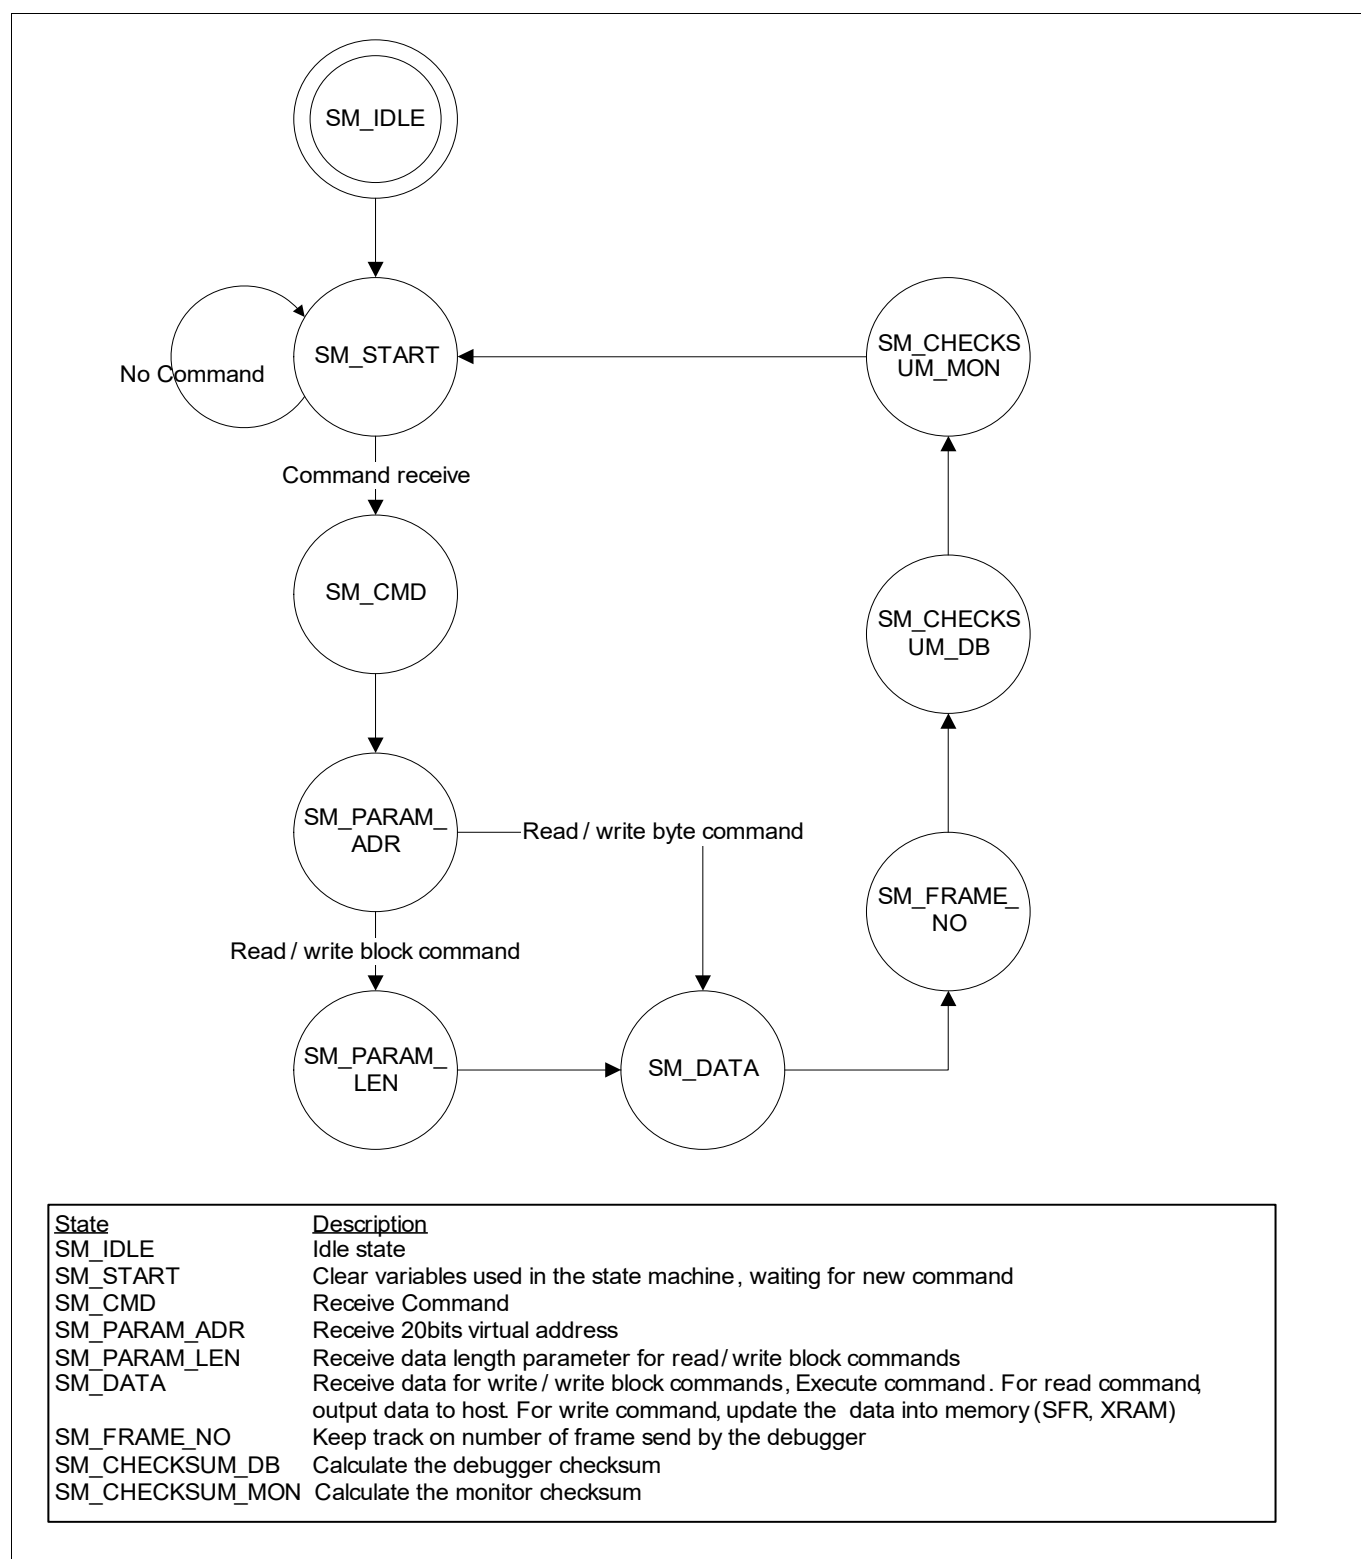 SM_IDLE
SM_START
No Command
Command receive
SM_CMD
SM_PARAM_
ADR
Read / write byte command
Read / write block command
SM_PARAM_
LEN
SM_DATA
SM_FRAME_
NO
SM_CHECKS
UM_DB
SM_CHECKS
UM_MON
State Description
SM_IDLE Idle state
SM_START Clear variables used in the state machine, waiting for new command
SM_CMD Receive Command
SM_PARAM_ADR Receive 20bits virtual address
SM_PARAM_LEN Receive data length parameter for read/ write block commands
SM_DATA Receive data for write / write block commands, Execute command. For read command,
output data to host. For write command, update the data into memory (SFR, XRAM)
SM_FRAME_NO Keep track on number of frame send by the debugger
SM_CHECKSUM_DB Calculate the debugger checksum
SM_CHECKSUM_MON Calculate the monitor checksum